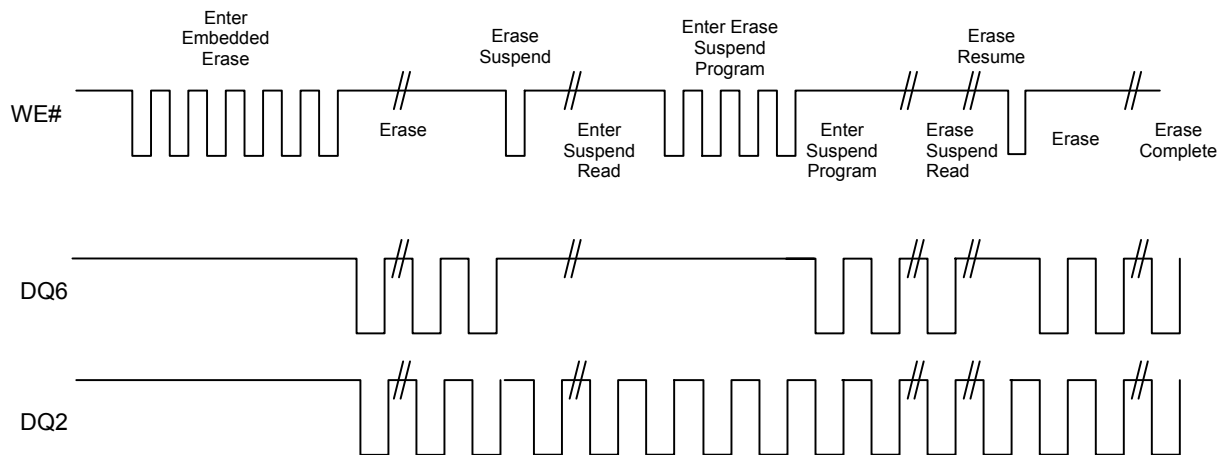 Enter
Embedded
Erase
Erase
Suspend
Enter Erase
Suspend
Program
Erase
Resume
WE#
Erase
Enter
Suspend
Read
Enter
Suspend
Program
Erase
Suspend
Read
Erase
Erase
Complete
DQ6
DQ2